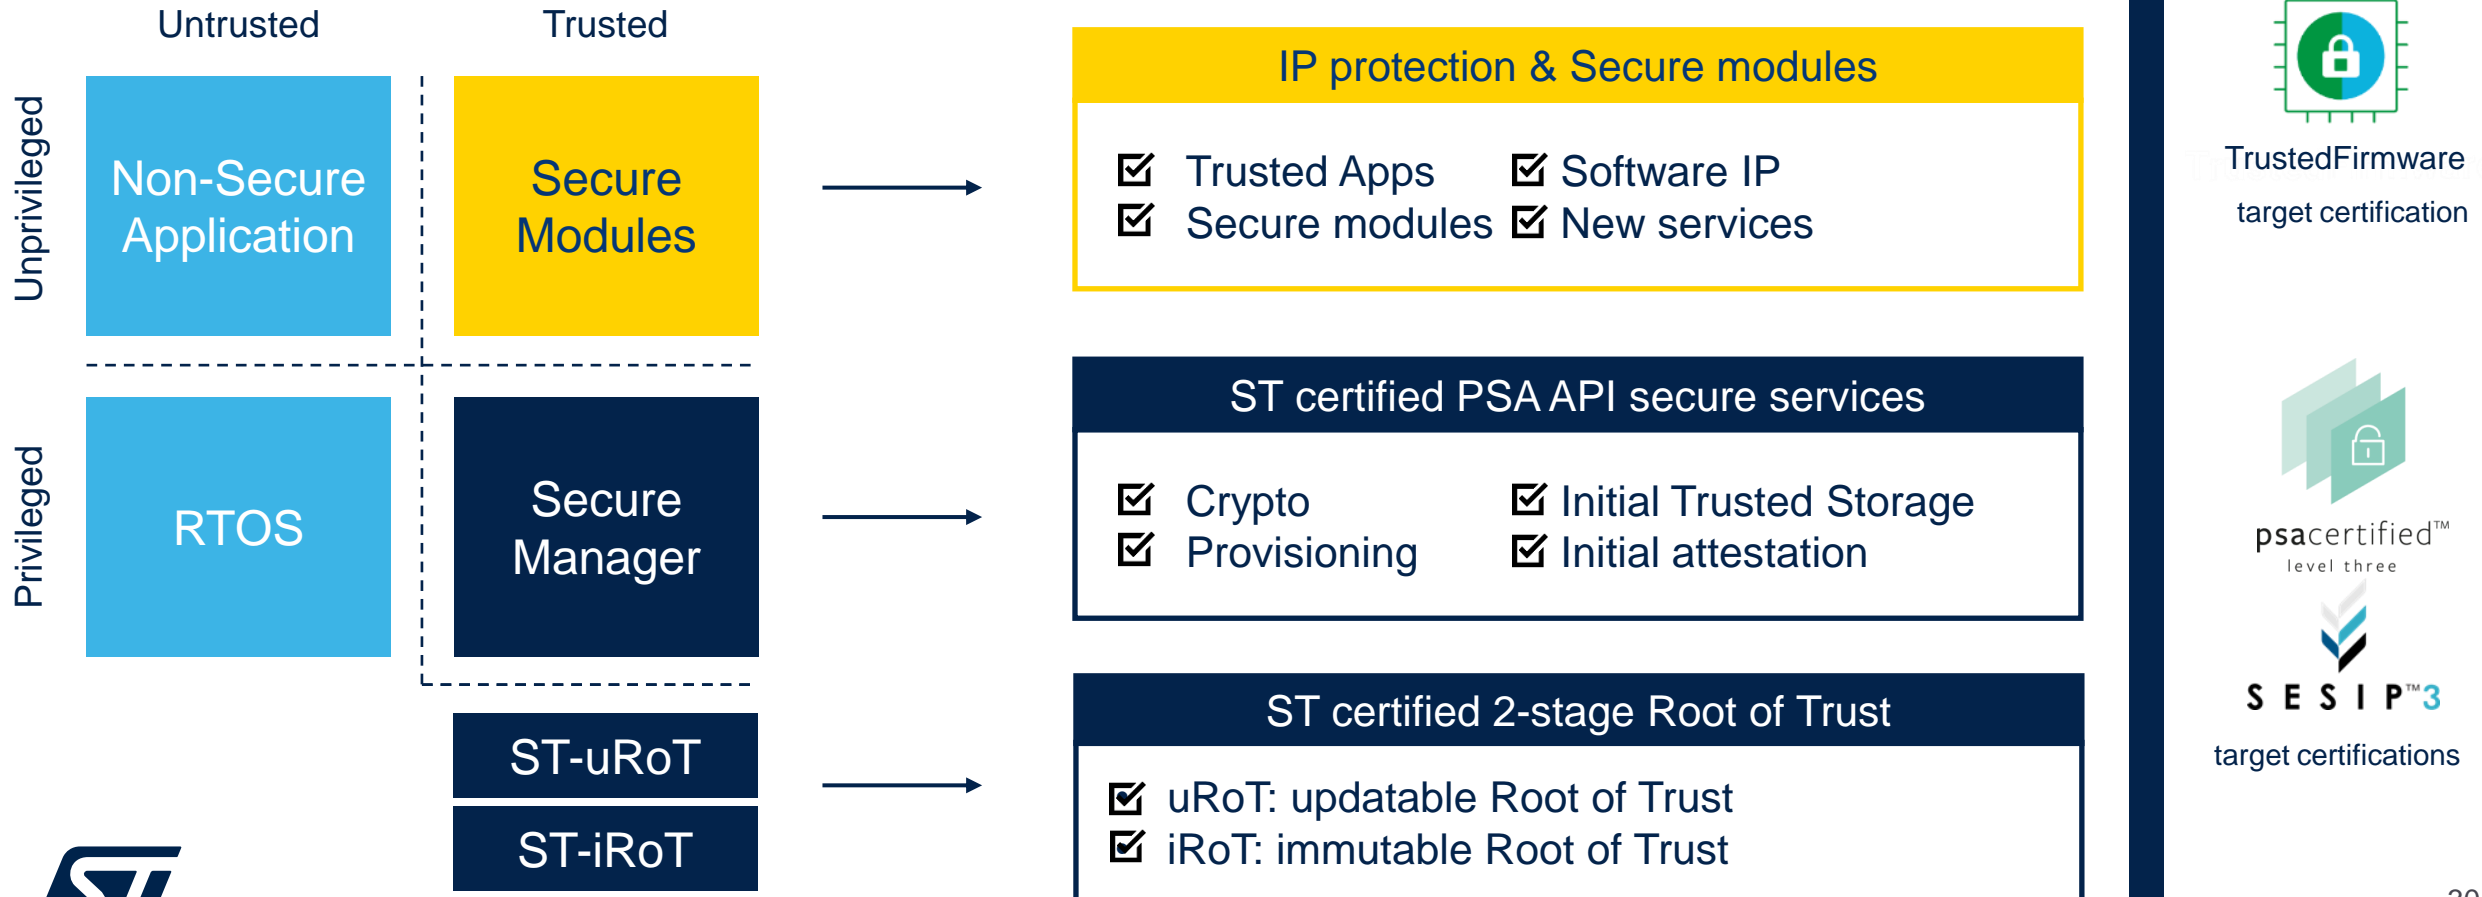 Untrusted
Trusted
Unprivileged
Non-Secure
Application
Secure
Modules
IP protection & Secure modules
Trusted Apps
Software IP
Secure modules
New services
TrustedFirmware
target certification
Privileged
RTOS
Secure
Manager
ST certified PSA API secure services
Crypto
Initial Trusted Storage
Provisioning
Initial attestation
psacertified™
level three
SESIP™3
target certifications
ST-uRoT
ST-iRoT
ST certified 2-stage Root of Trust
uRoT: updatable Root of Trust
iRoT: immutable Root of Trust
ST